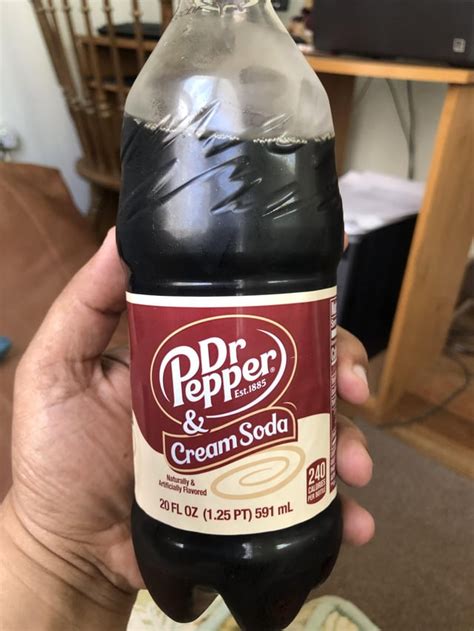 Dr
Pepper
Est.1885
&
Cream Soda
Naturally &
Artificially Flavored
20 FL OZ (1.25 PT) 591 mL
240
CALORIES
PER BOTTLE